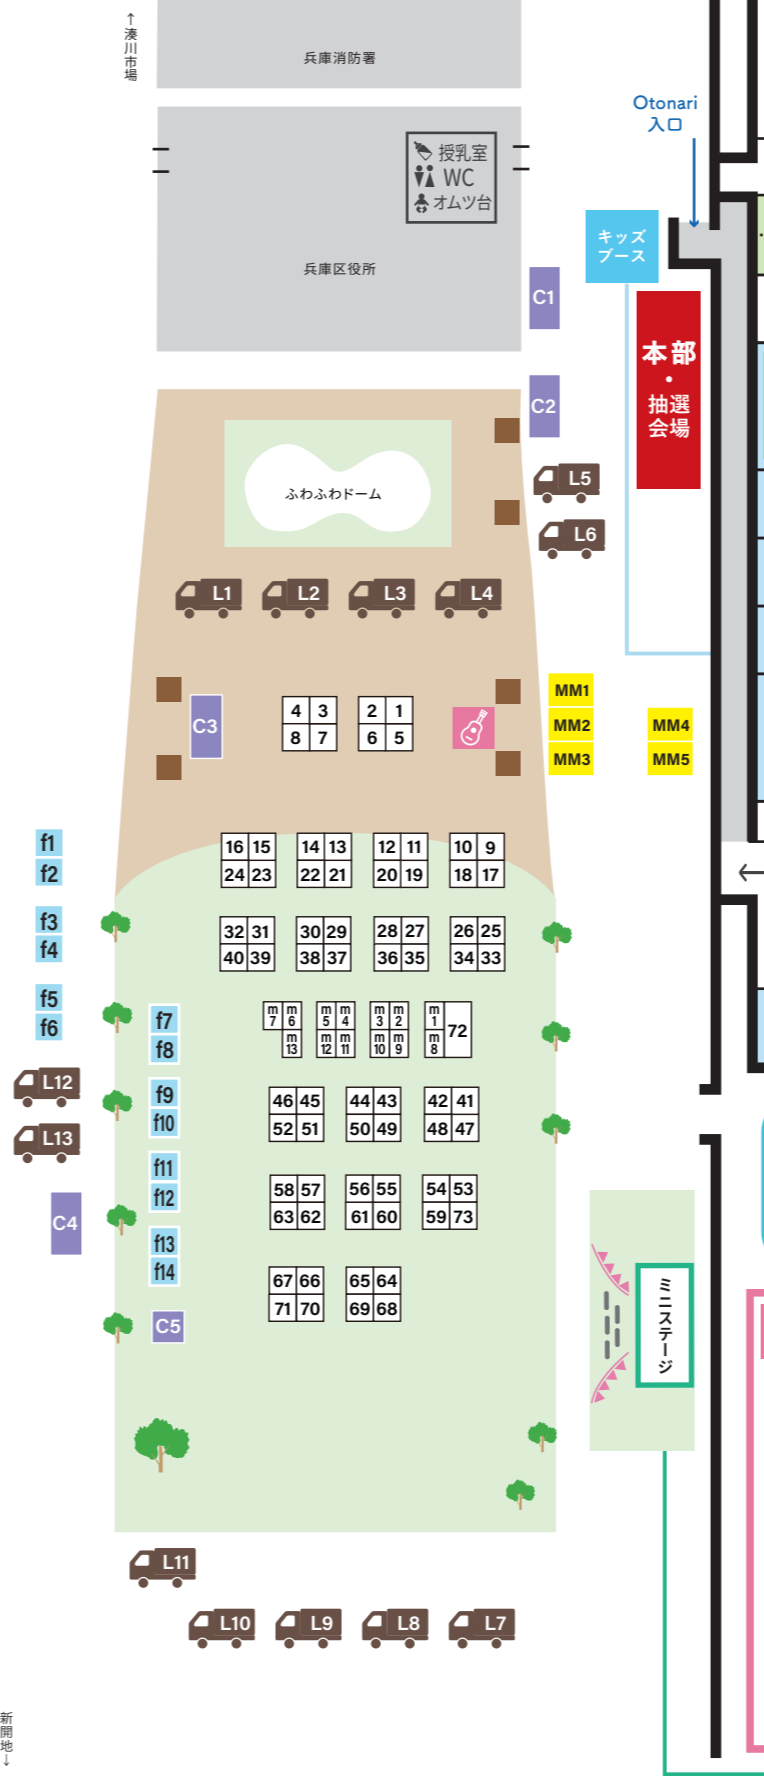 ↑湊川市場
兵庫消防署
Otonari
入口
授乳室
WC
オムツ台
キッズ
ブース
兵庫区役所
C1
本部
・
抽選
会場
C2
L5
ふわふわドーム
L6
L1 L2 L3 L4
MM1
4 3 2 1
C3
MM2 MM4
8 7 6 5
MM3 MM5
f1
16 15 14 13 12 11 10 9
f2
24 23 22 21 20 19 18 17
f3
32 31 30 29 28 27 26 25
f4
40 39 38 37 36 35 34 33
f5
f6
f7
m7 m6 m5 m4 m3 m2 m1 72
f8
m13 m12 m11 m10 m9 m8
L12
f9
46 45 44 43 42 41
f10
52 51 50 49 48 47
L13
f11
58 57 56 55 54 53
f12
63 62 61 60 59 73
C4
f13
67 66 65 64
f14
71 70 69 68
C5
ミニステージ
L11
L10 L9 L8 L7
新開地↓